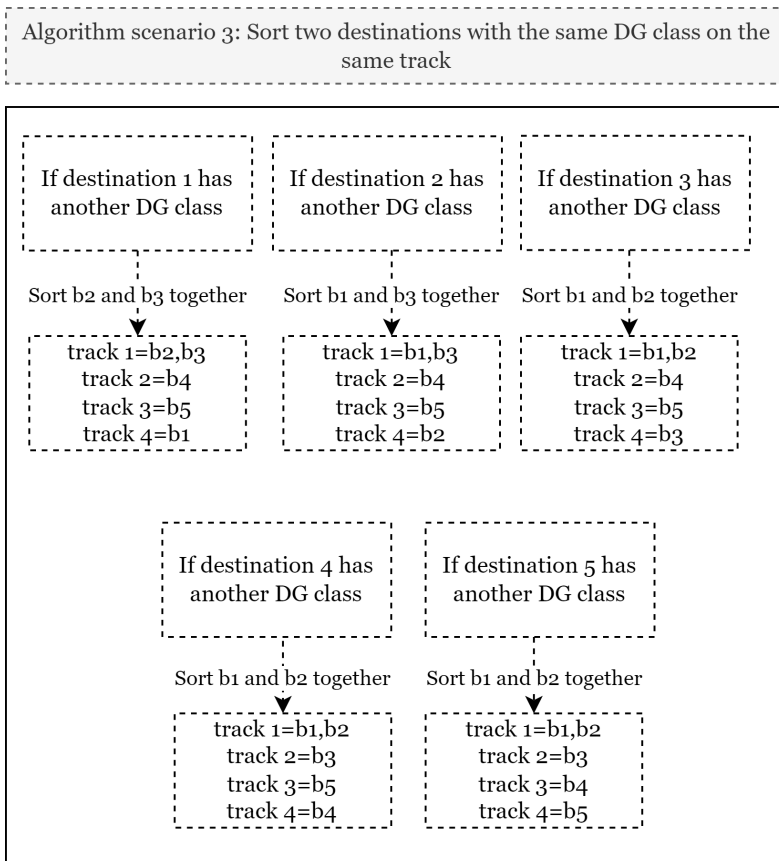 Algorithm scenario 3: Sort two destinations with the same DG class on the
same track
If destination 1 has
another DG class
If destination 2 has
another DG class
If destination 3 has
another DG class
Sort b2 and b3 together
Sort b1 and b3 together
Sort b1 and b2 together
track 1=b2,b3
track 2=b4
track 3=b5
track 4=b1
track 1=b1,b3
track 2=b4
track 3=b5
track 4=b2
track 1=b1,b2
track 2=b4
track 3=b5
track 4=b3
If destination 4 has
another DG class
If destination 5 has
another DG class
Sort b1 and b2 together
Sort b1 and b2 together
track 1=b1,b2
track 2=b3
track 3=b5
track 4=b4
track 1=b1,b2
track 2=b3
track 3=b4
track 4=b5